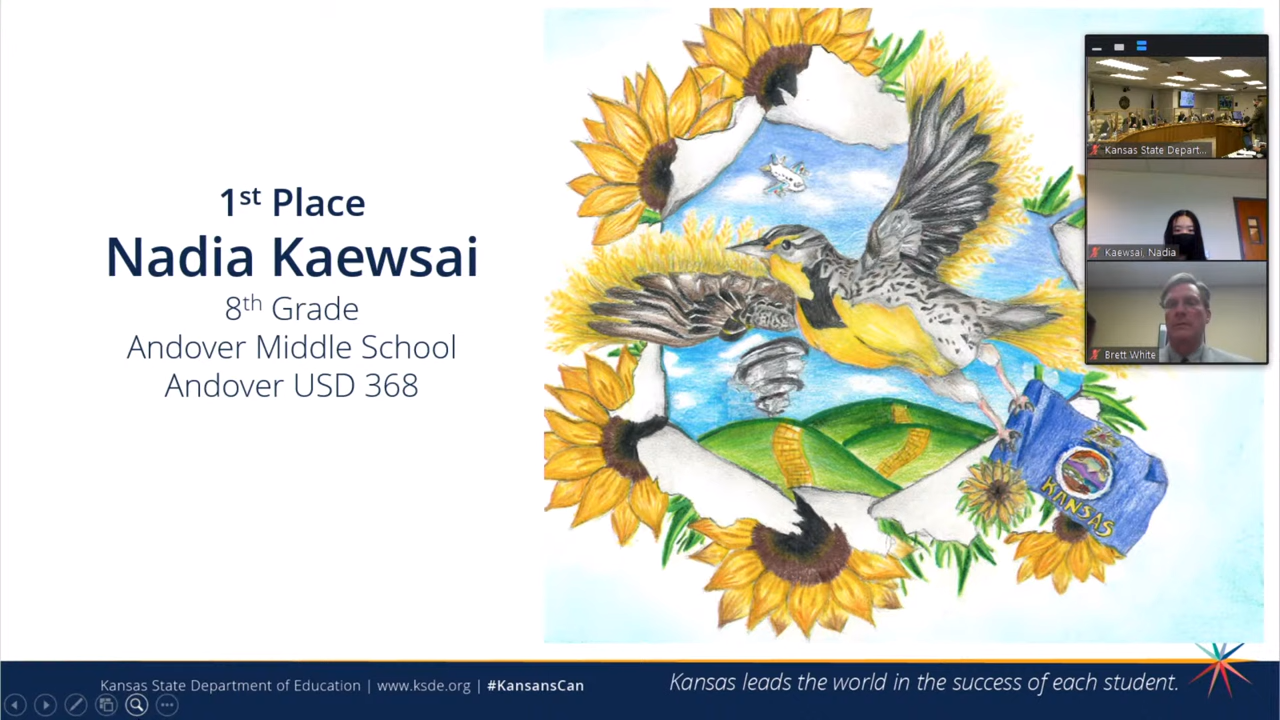 1st Place
Nadia Kaewsai
8th Grade
Andover Middle School
Andover USD 368
KANSAS
Kansas State Depart...
Kaewsai, Nadia
Brett White
Kansas State Department of Education | www.ksde.org | #KansansCan
Kansas leads the world in the success of each student.